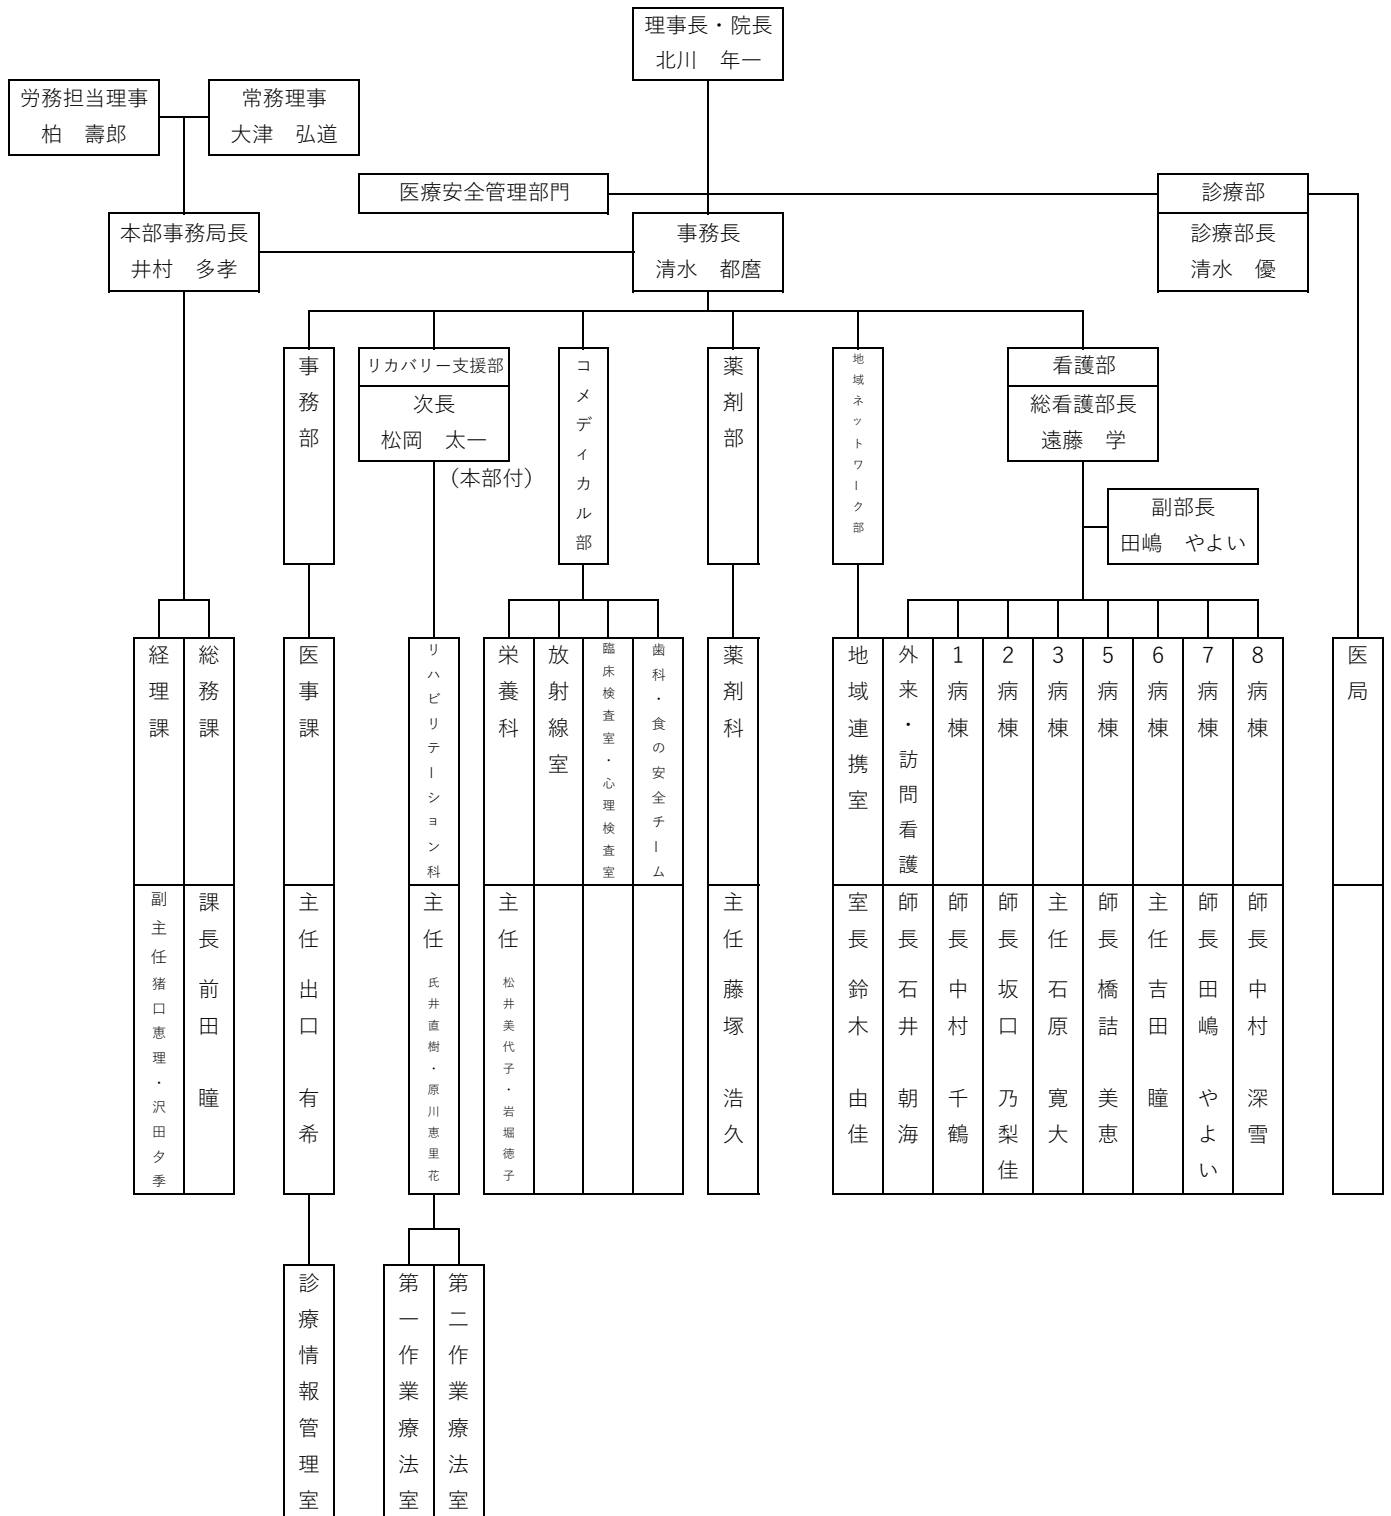 理事長・院長
北川　年一
労務担当理事
柏　壽郎
常務理事
大津　弘道
医療安全管理部門
診療部
診療部長
清水　優
本部事務局長
井村　多孝
事務長
清水　都麿
事務部
リカバリー支援部
次長
松岡　太一
（本部付）
コメディカル部
薬剤部
地域ネットワーク部
看護部
総看護部長
遠藤　学
副部長
田嶋　やよい
経理課
副主任 猪口恵理・沢田夕季
総務課
課長 前田　瞳
医事課
主任 出口　有希
リハビリテーション科
主任 氏井直樹・原川恵里花
栄養科
主任 松井美代子・岩堀徳子
放射線室
臨床検査室・心理検査室
歯科・食の安全チーム
薬剤科
主任 藤塚　浩久
地域連携室
室長 鈴木　由佳
外来・訪問看護
師長 石井　朝海
1病棟
師長 中村　千鶴
2病棟
師長 坂口　乃梨佳
3病棟
主任 石原　寛大
5病棟
師長 橋詰　美恵
6病棟
主任 吉田　瞳
7病棟
師長 田嶋　やよい
8病棟
師長 中村　深雪
医局
診療情報管理室
第一作業療法室
第二作業療法室